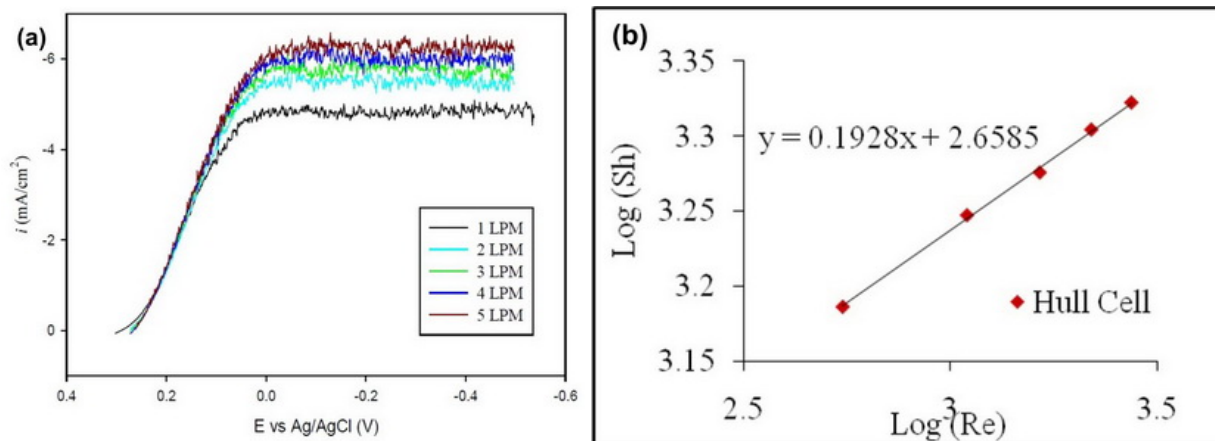 (a)
-6
-4
-2
0
i (mA/cm²)
1 LPM
2 LPM
3 LPM
4 LPM
5 LPM
0.4 0.2 0.0 -0.2 -0.4 -0.6
E vs Ag/AgCl (V)
(b)
3.35
3.3
3.25
3.2
3.15
Log (Sh)
y = 0.1928x + 2.6585
Hull Cell
2.5 3 3.5
Log (Re)